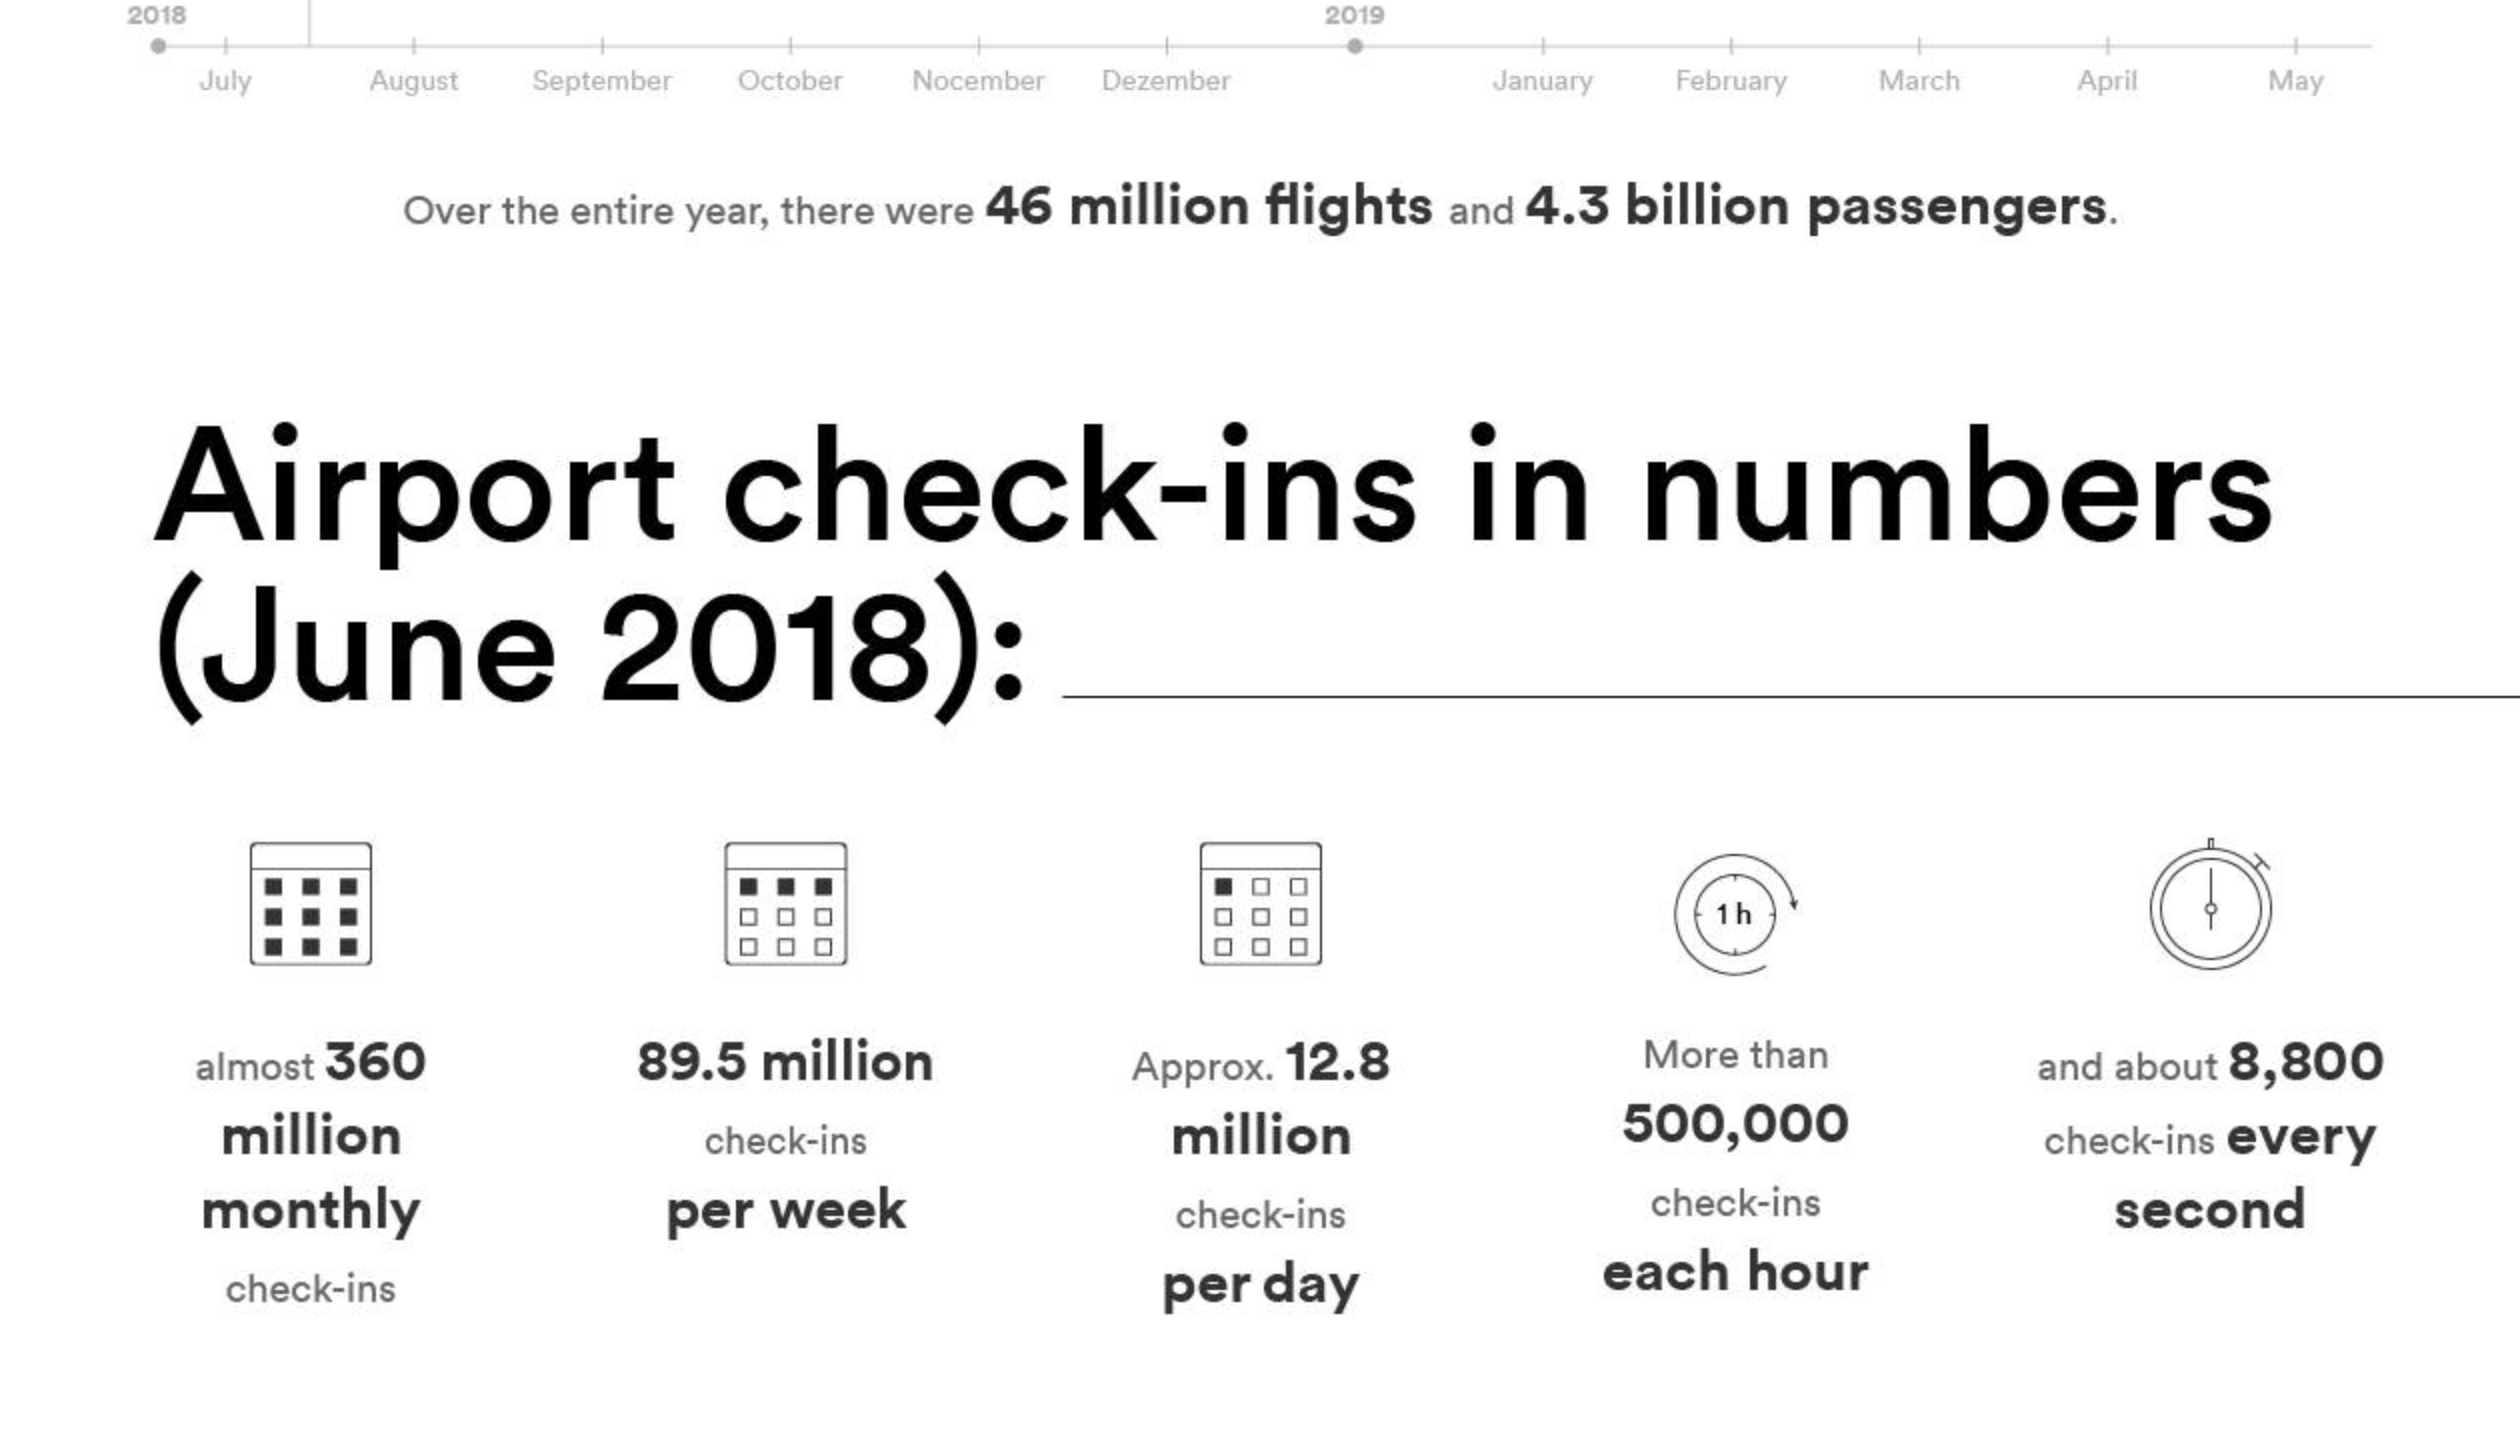 2018 2019
July August September October Nocember Dezember January February March April May
Over the entire year, there were 46 million flights and 4.3 billion passengers.
Airport check-ins in numbers
(June 2018):
1 h
almost 360
million
monthly
check-ins
89.5 million
check-ins
per week
Approx. 12.8
million
check-ins
per day
More than
500,000
check-ins
each hour
and about 8,800
check-ins every
second